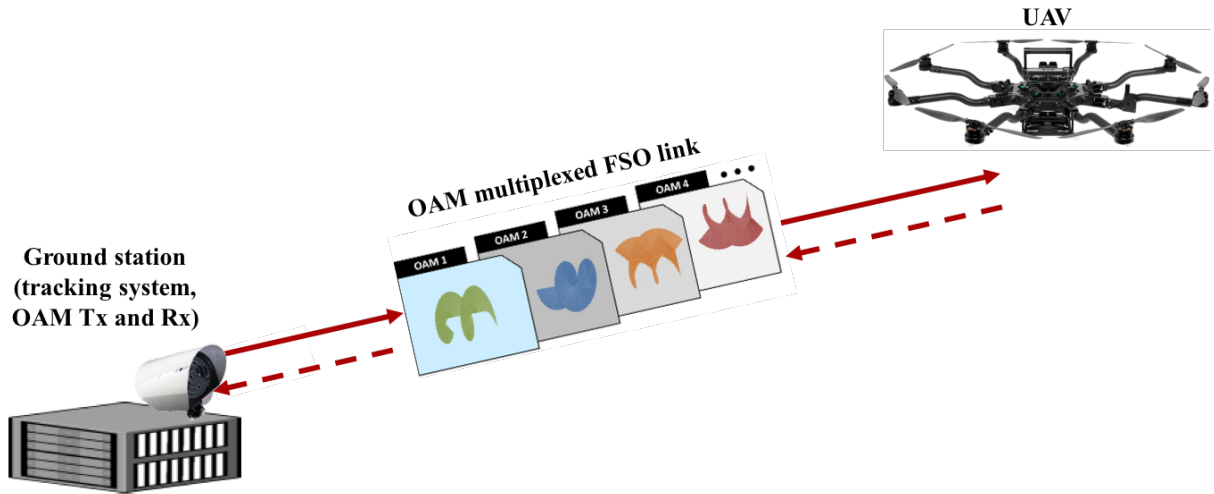 UAV
OAM multiplexed FSO link
OAM 1
OAM 2
OAM 3
OAM 4
Ground station
(tracking system,
OAM Tx and Rx)